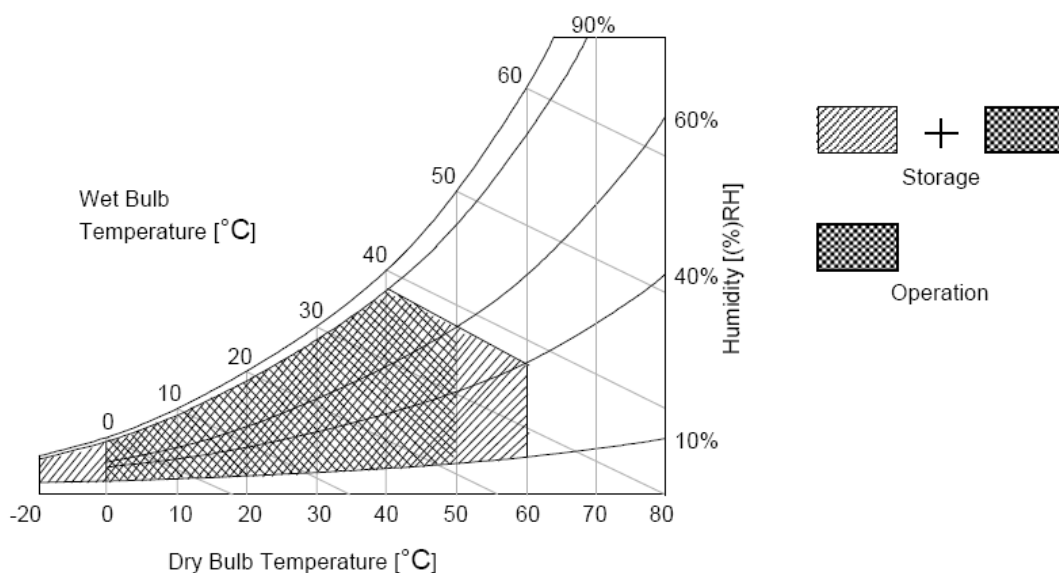 90%
60
60%
50
Wet Bulb
Temperature [°C]
40
40%
30
20
10
0
10%
Humidity [(%)RH]
-20 0 10 20 30 40 50 60 80
Dry Bulb Temperature [°C]
+
Storage
Operation